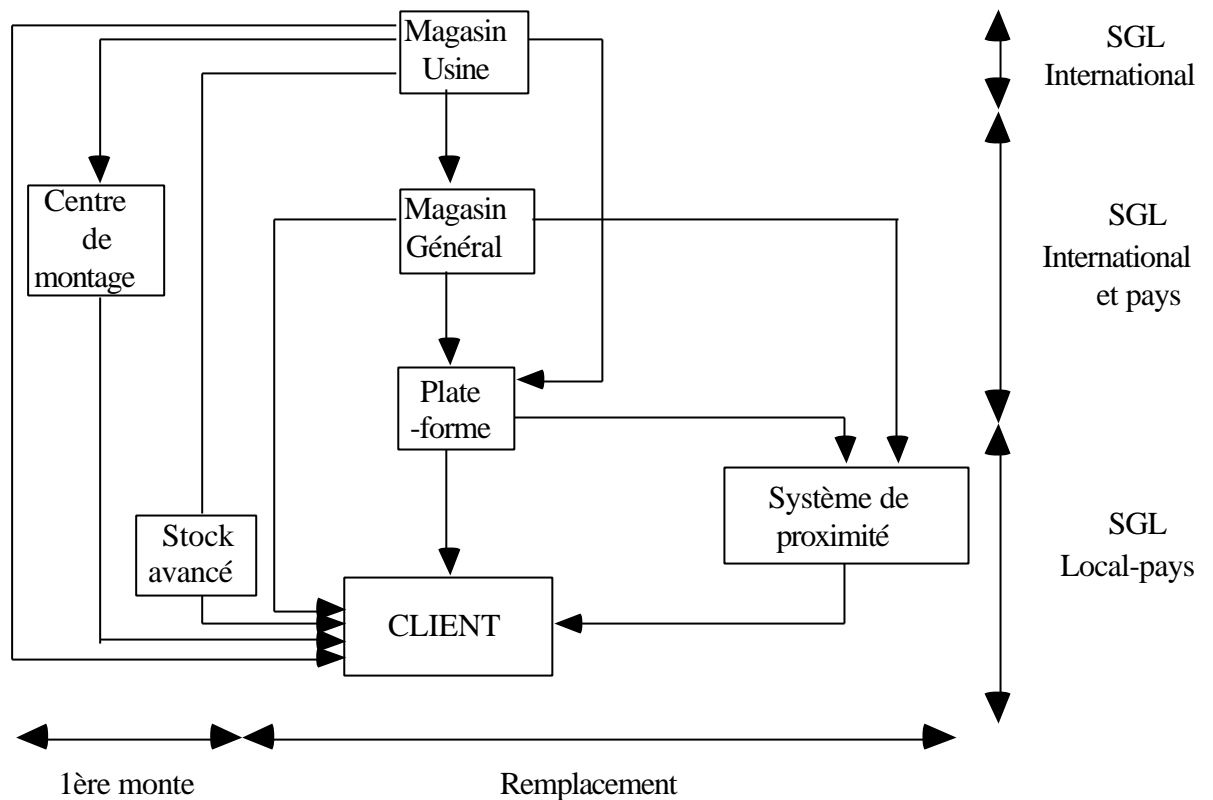 Magasin
Usine
SGL
International
Centre
de
montage
Magasin
Général
SGL
International
et pays
Plate
-forme
Système de
proximité
Stock
avancé
SGL
Local-pays
CLIENT
1ère monte
Remplacement